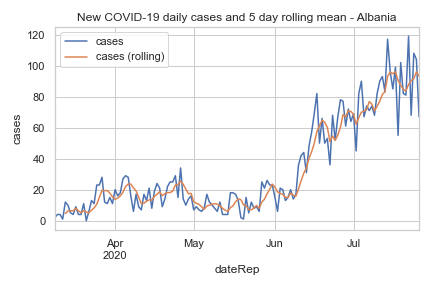 New COVID-19 daily cases and 5 day rolling mean - Albania
cases
cases (rolling)
120
100
80
60
40
20
0
cases
Apr
2020
May
Jun
Jul
dateRep